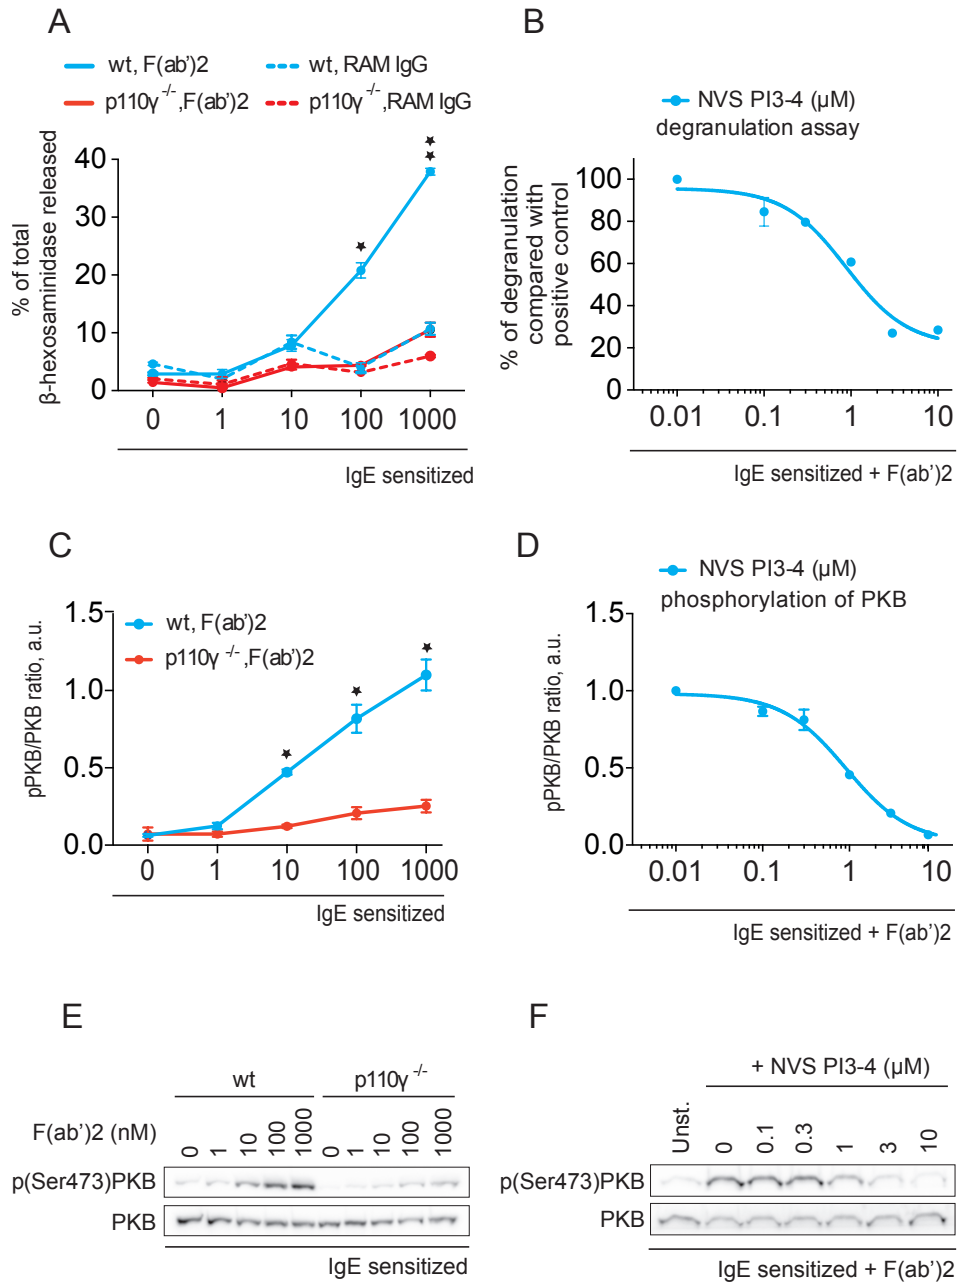 A
wt, F(ab')2
wt, RAM IgG
p110γ -/-,F(ab')2
p110γ -/-,RAM IgG
% of total
β-hexosaminidase released
40
30
20
10
0
0 1 10 100 1000
IgE sensitized
B
NVS PI3-4 (μM)
degranulation assay
% of degranulation
compared with
positive control
100
80
60
40
20
0
0.01 0.1 1 10
IgE sensitized + F(ab')2
C
wt, F(ab')2
p110γ -/-,F(ab')2
pPKB/PKB ratio, a.u.
1.5
1.0
0.5
0.0
0 1 10 100 1000
IgE sensitized
D
NVS PI3-4 (μM)
phosphorylation of PKB
pPKB/PKB ratio, a.u.
1.5
1.0
0.5
0.0
0.01 0.1 1 10
IgE sensitized + F(ab')2
E
wt p110γ -/-
F(ab')2 (nM) 0 1 10 100 1000 0 1 10 100 1000
p(Ser473)PKB
PKB
IgE sensitized
F
+ NVS PI3-4 (μM)
Unst. 0 0.1 0.3 1 3 10
p(Ser473)PKB
PKB
IgE sensitized + F(ab')2